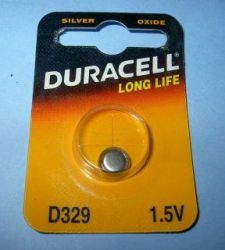 SILVER OXIDE
DURACELL
LONG LIFE
D329 1.5V